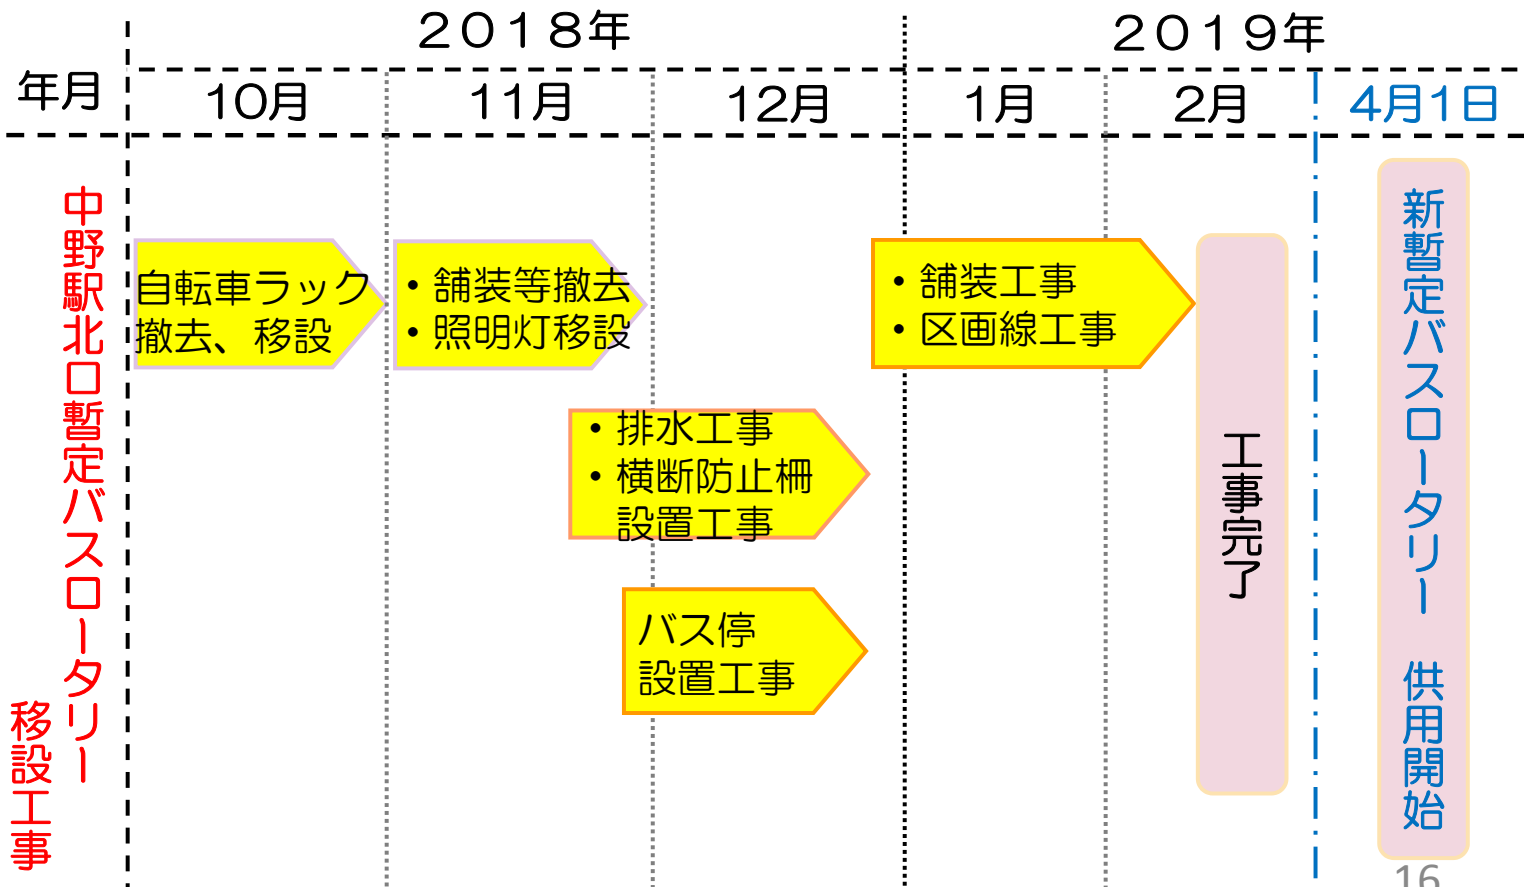 2018年
2019年
年月
10月
11月
12月
1月
2月
4月1日
中野駅北口暫定バスロータリー
移設工事
自転車ラック
撤去、移設
・舗装等撤去
・照明灯移設
・排水工事
・横断防止柵
設置工事
バス停
設置工事
・舗装工事
・区画線工事
工事完了
新暫定バスロータリー 供用開始
16